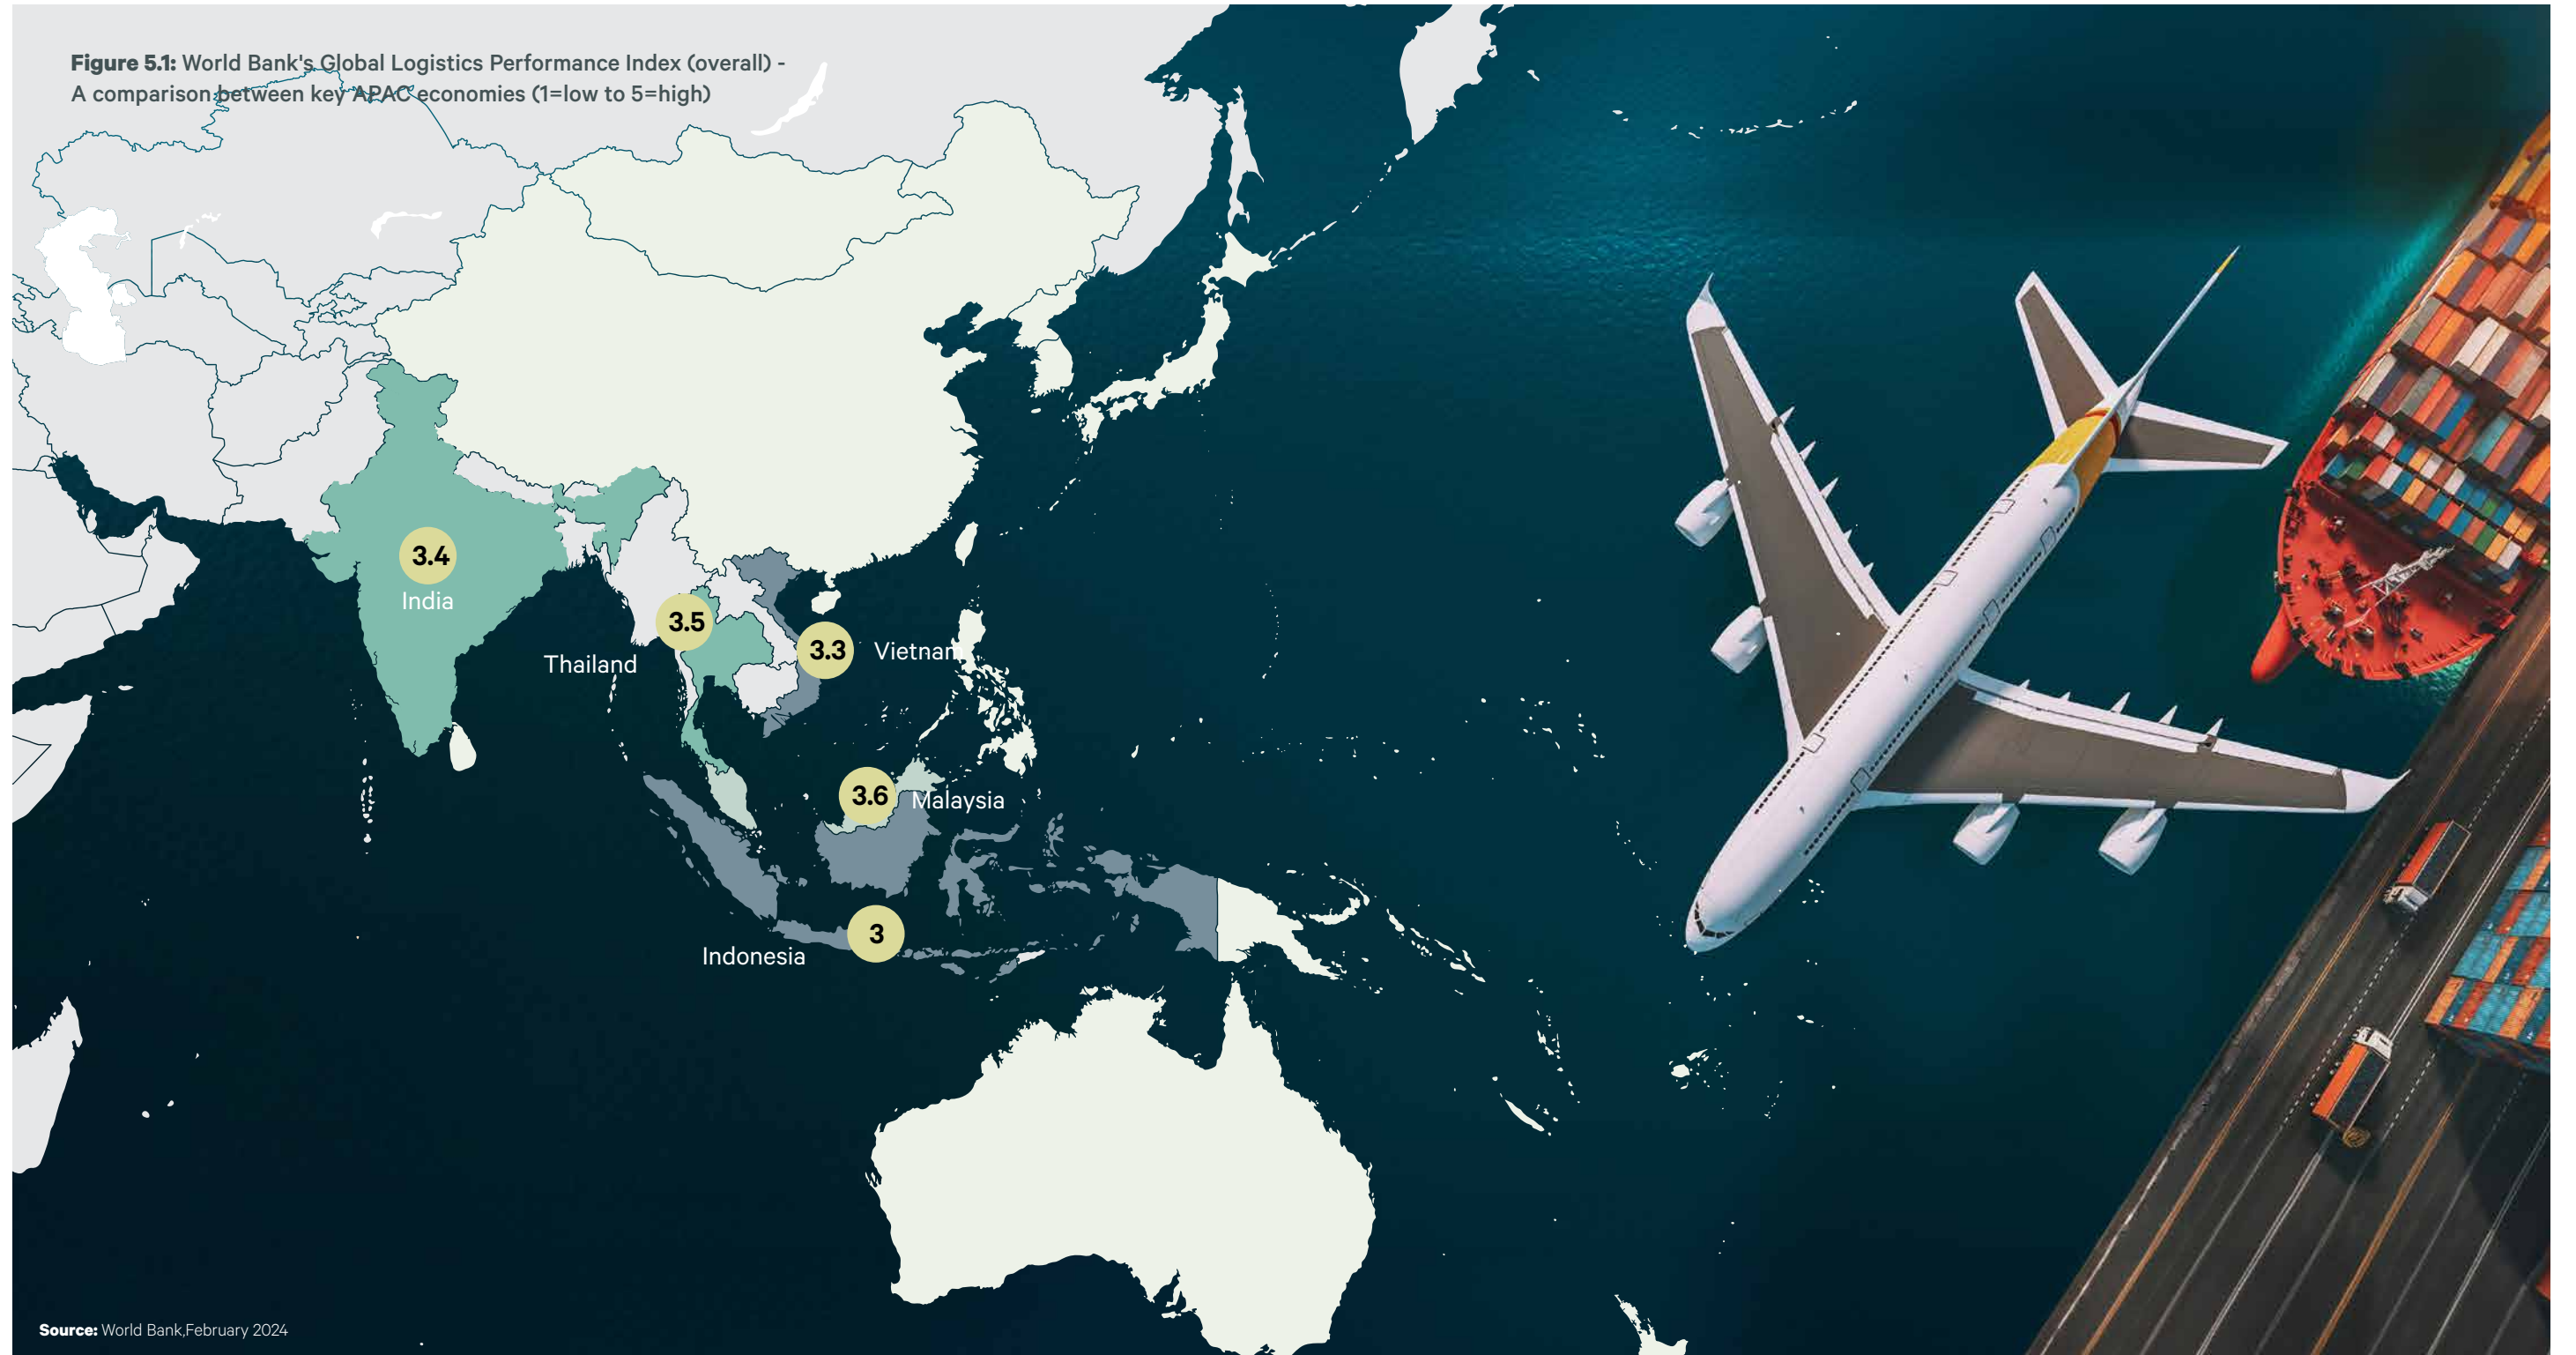 Figure 5.1: World Bank's Global Logistics Performance Index (overall) -
A comparison between key APAC economies (1=low to 5=high)
3.4
India
3.5
Thailand
3.3
Vietnam
3.6
Malaysia
3
Indonesia
Source: World Bank,February 2024